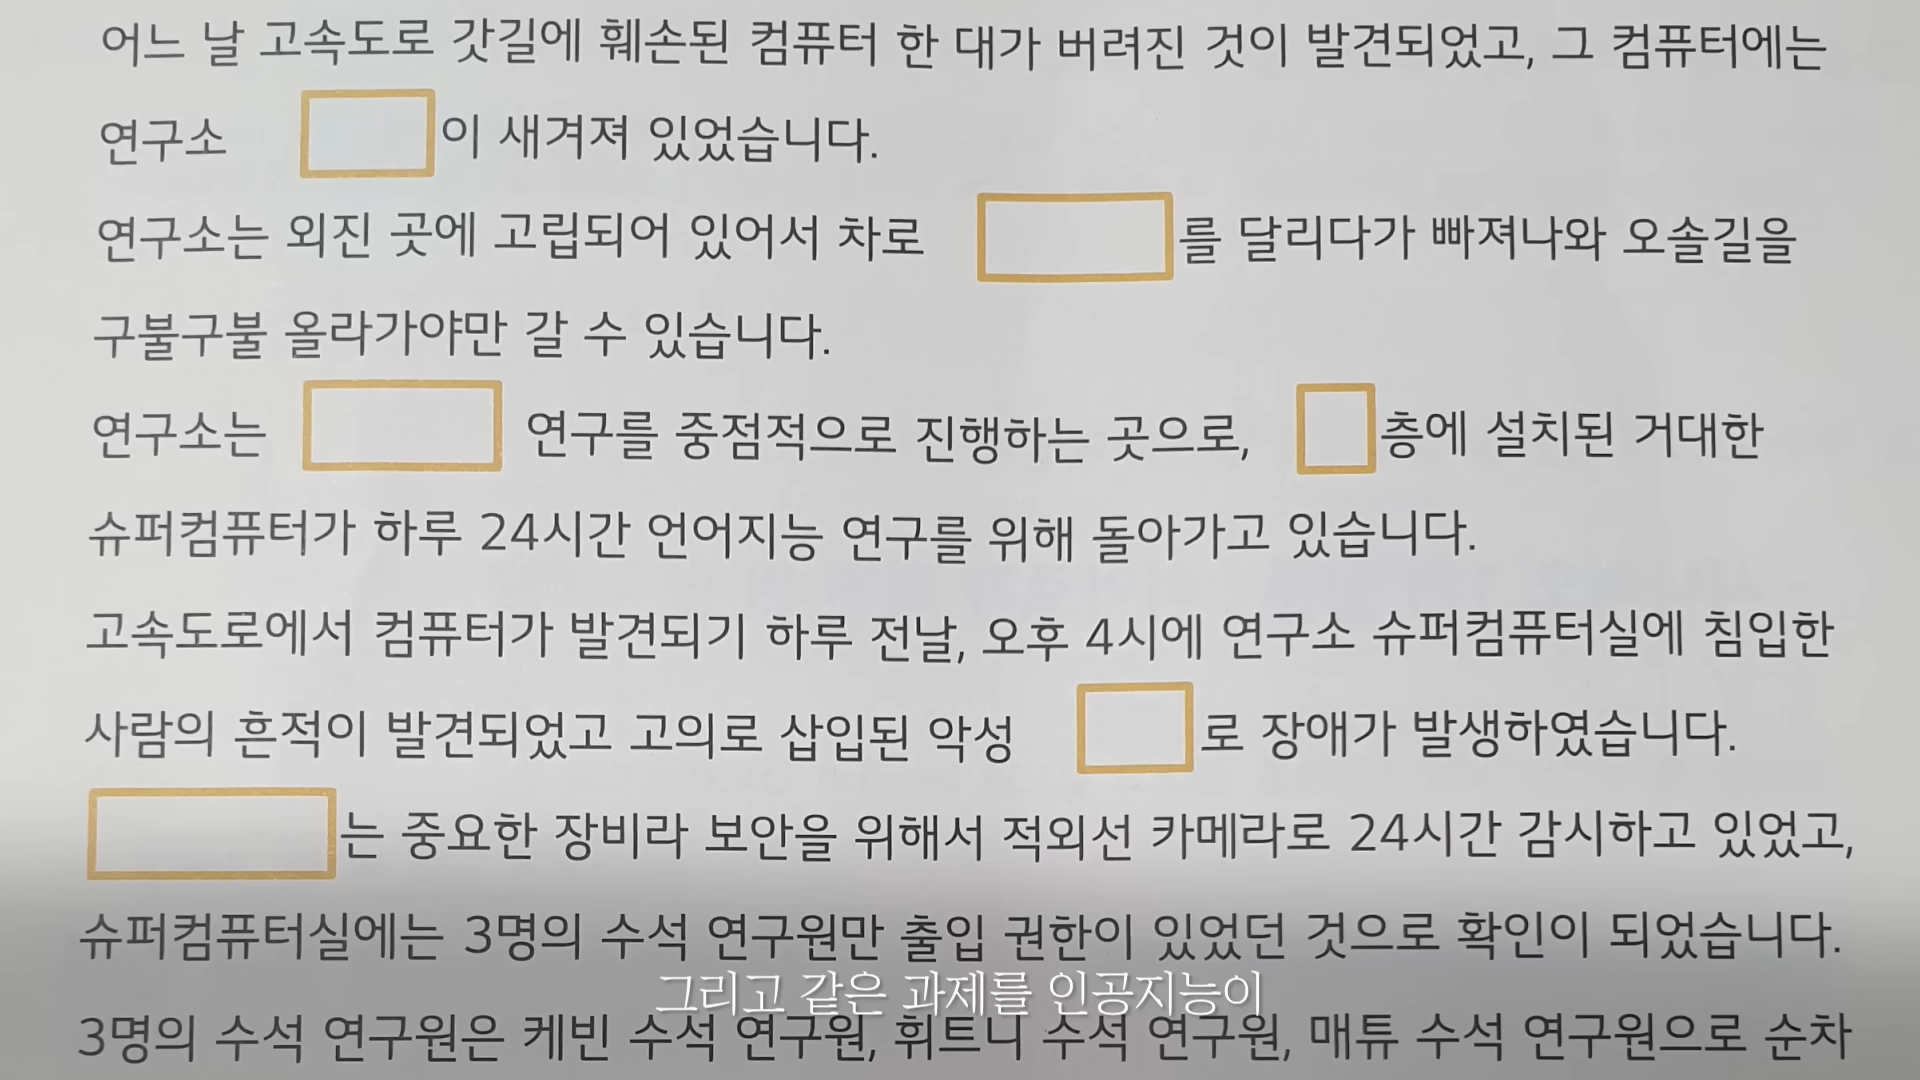 어느 날 고속도로 갓길에 훼손된 컴퓨터 한 대가 버려진 것이 발견되었고, 그 컴퓨터에는
연구소 이 새겨져 있었습니다.
연구소는 외진 곳에 고립되어 있어서 차로 를 달리다가 빠져나와 오솔길을
구불구불 올라가야만 갈 수 있습니다.
연구소는 연구를 중점적으로 진행하는 곳으로, 층에 설치된 거대한
슈퍼컴퓨터가 하루 24시간 언어지능 연구를 위해 돌아가고 있습니다.
고속도로에서 컴퓨터가 발견되기 하루 전날, 오후 4시에 연구소 슈퍼컴퓨터실에 침입한
사람의 흔적이 발견되었고 고의로 삽입된 악성 로 장애가 발생하였습니다.
는 중요한 장비라 보안을 위해서 적외선 카메라로 24시간 감시하고 있었고,
슈퍼컴퓨터실에는 3명의 수석 연구원만 출입 권한이 있었던 것으로 확인이 되었습니다.
그리고 같은 과제를 인공지능이
3명의 수석 연구원은 케빈 수석 연구원, 휘트니 수석 연구원, 매튜 수석 연구원으로 순차